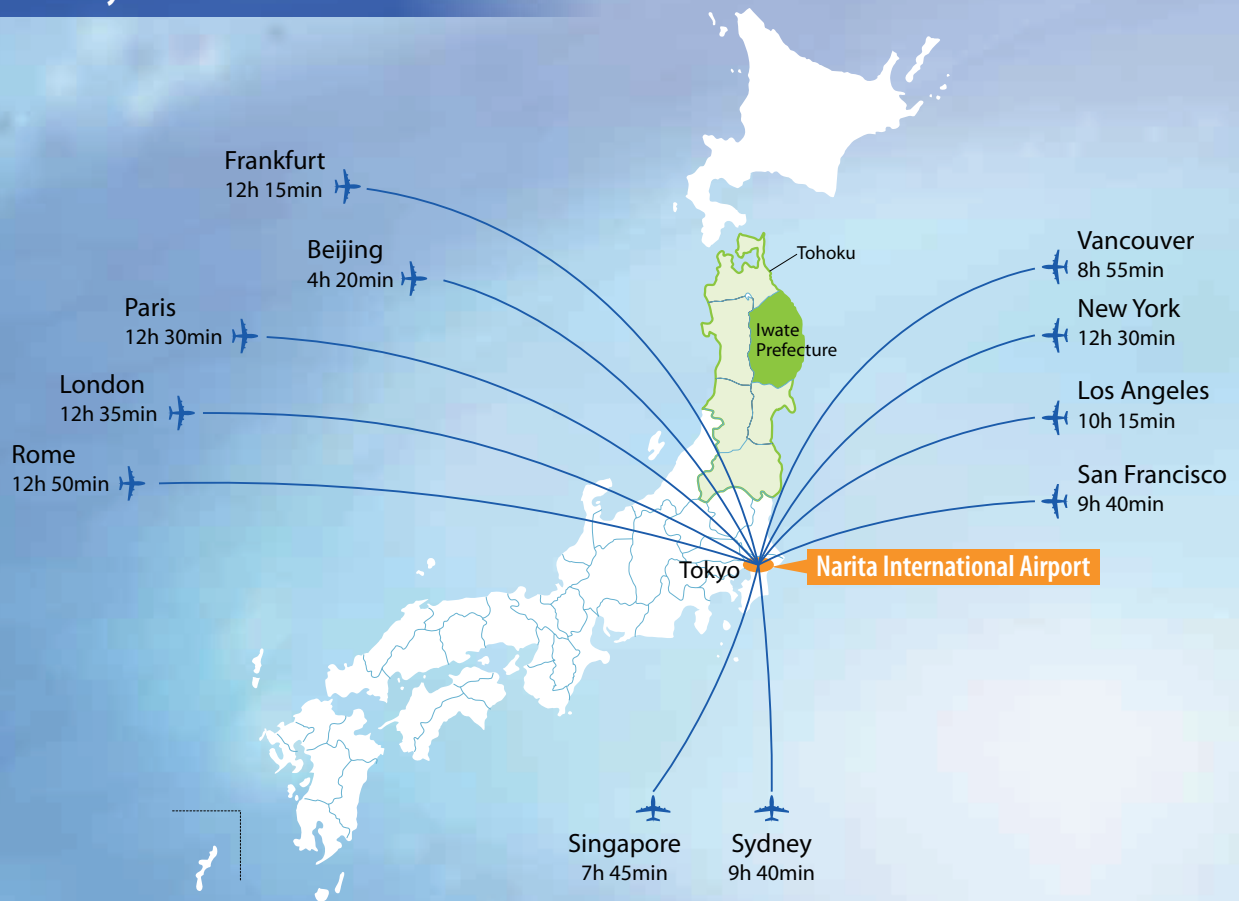 Frankfurt
12h 15min
Beijing
4h 20min
Paris
12h 30min
London
12h 35min
Rome
12h 50min
Tohoku
Iwate
Prefecture
Vancouver
8h 55min
New York
12h 30min
Los Angeles
10h 15min
San Francisco
9h 40min
Tokyo
Narita International Airport
Singapore
7h 45min
Sydney
9h 40min